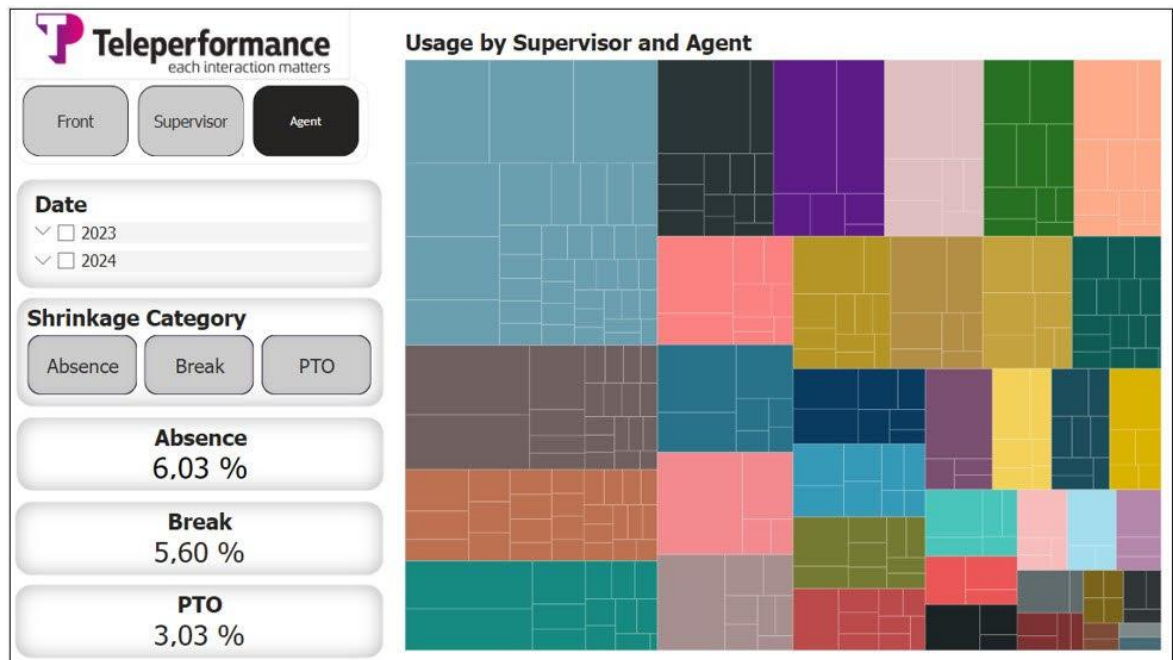 Teleperformance
each interaction matters
Front
Supervisor
Agent
Date
2023
2024
Shrinkage Category
Absence
Break
PTO
Absence
6,03 %
Break
5,60 %
PTO
3,03 %
Usage by Supervisor and Agent